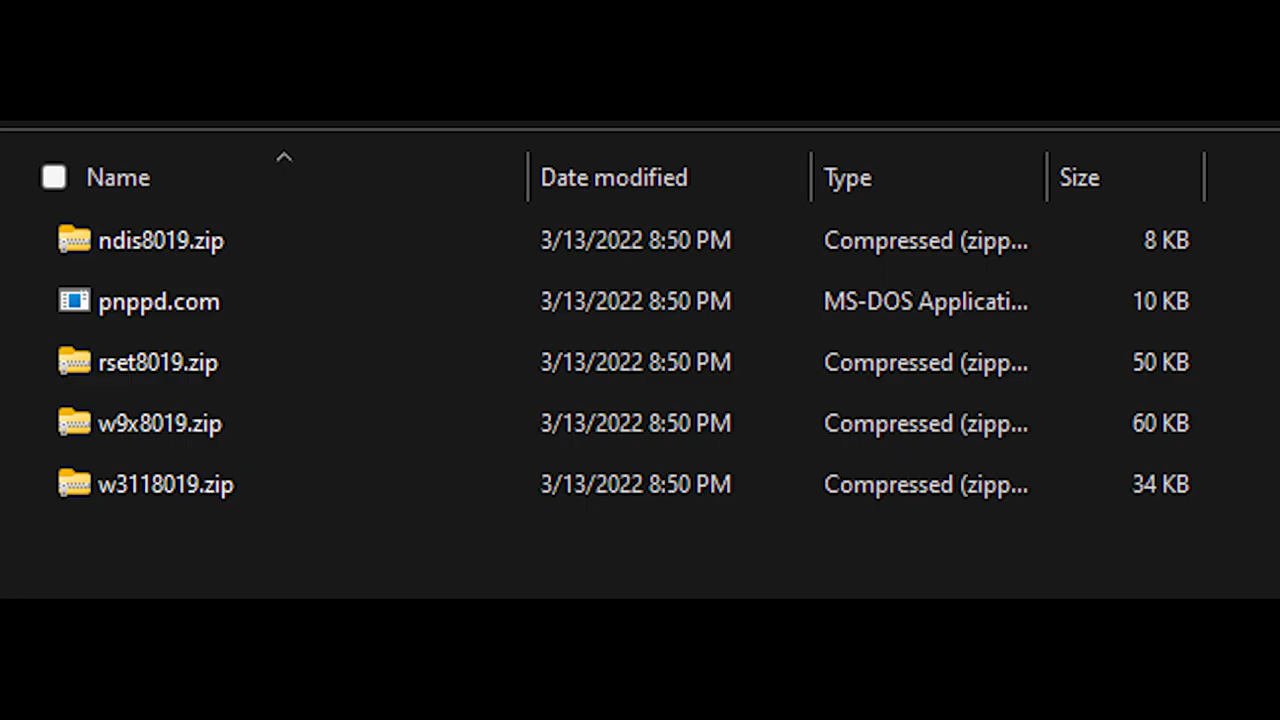 Name Date modified Type Size
ndis8019.zip 3/13/2022 8:50 PM Compressed (zipp... 8 KB
pnppd.com 3/13/2022 8:50 PM MS-DOS Applicati... 10 KB
rset8019.zip 3/13/2022 8:50 PM Compressed (zipp... 50 KB
w9x8019.zip 3/13/2022 8:50 PM Compressed (zipp... 60 KB
w3118019.zip 3/13/2022 8:50 PM Compressed (zipp... 34 KB